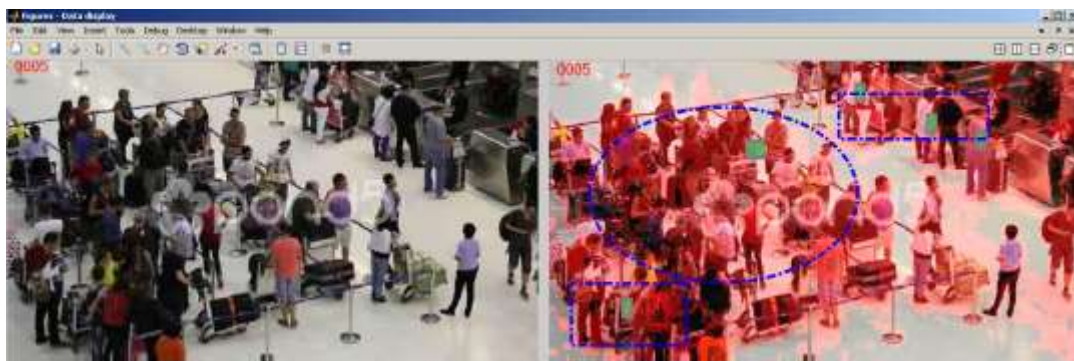 Figures - Data display
File Edit View Insert Tools Debug Desktop Window Help
0005
0005